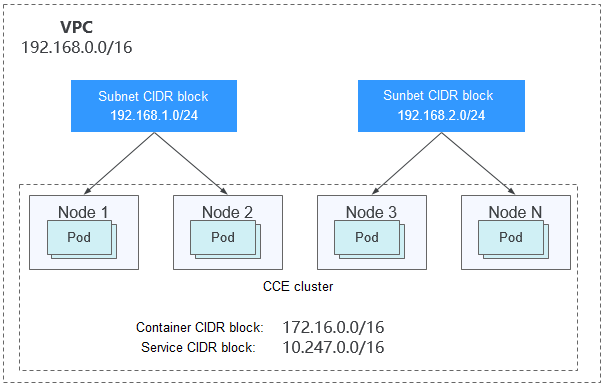 VPC
192.168.0.0/16
Subnet CIDR block
192.168.1.0/24
Sunbet CIDR block
192.168.2.0/24
Node 1
Pod
Node 2
Pod
Node 3
Pod
Node N
Pod
CCE cluster
Container CIDR block: 172.16.0.0/16
Service CIDR block: 10.247.0.0/16